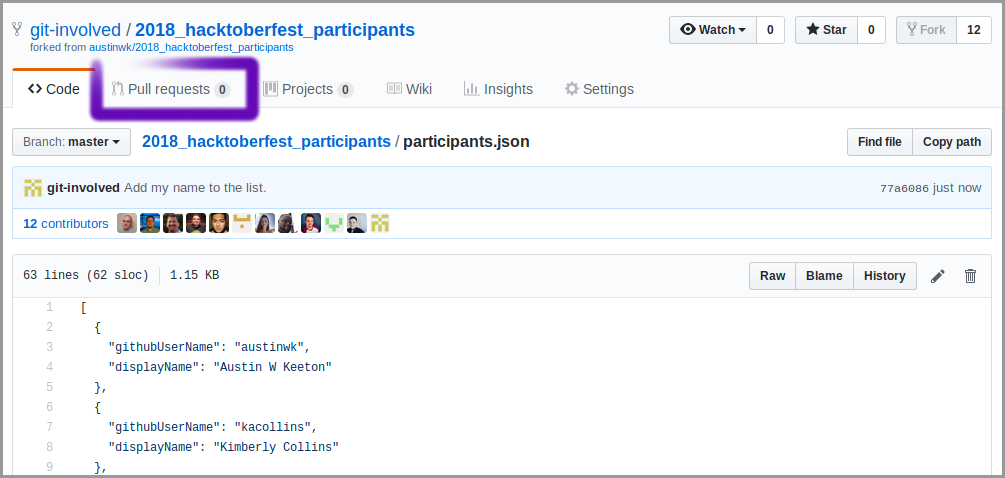 git-involved / 2018_hacktoberfest_participants
forked from austinwk/2018_hacktoberfest_participants
Watch 0 Star 0 Fork 12
Code Pull requests 0 Projects 0 Wiki Insights Settings
Branch: master 2018_hacktoberfest_participants / participants.json Find file Copy path
git-involved Add my name to the list. 77a6086 just now
12 contributors
63 lines (62 sloc) 1.15 KB Raw Blame History
1 [
2 {
3 "githubUserName": "austinwk",
4 "displayName": "Austin W Keeton"
5 },
6 {
7 "githubUserName": "kacollins",
8 "displayName": "Kimberly Collins"
9 },